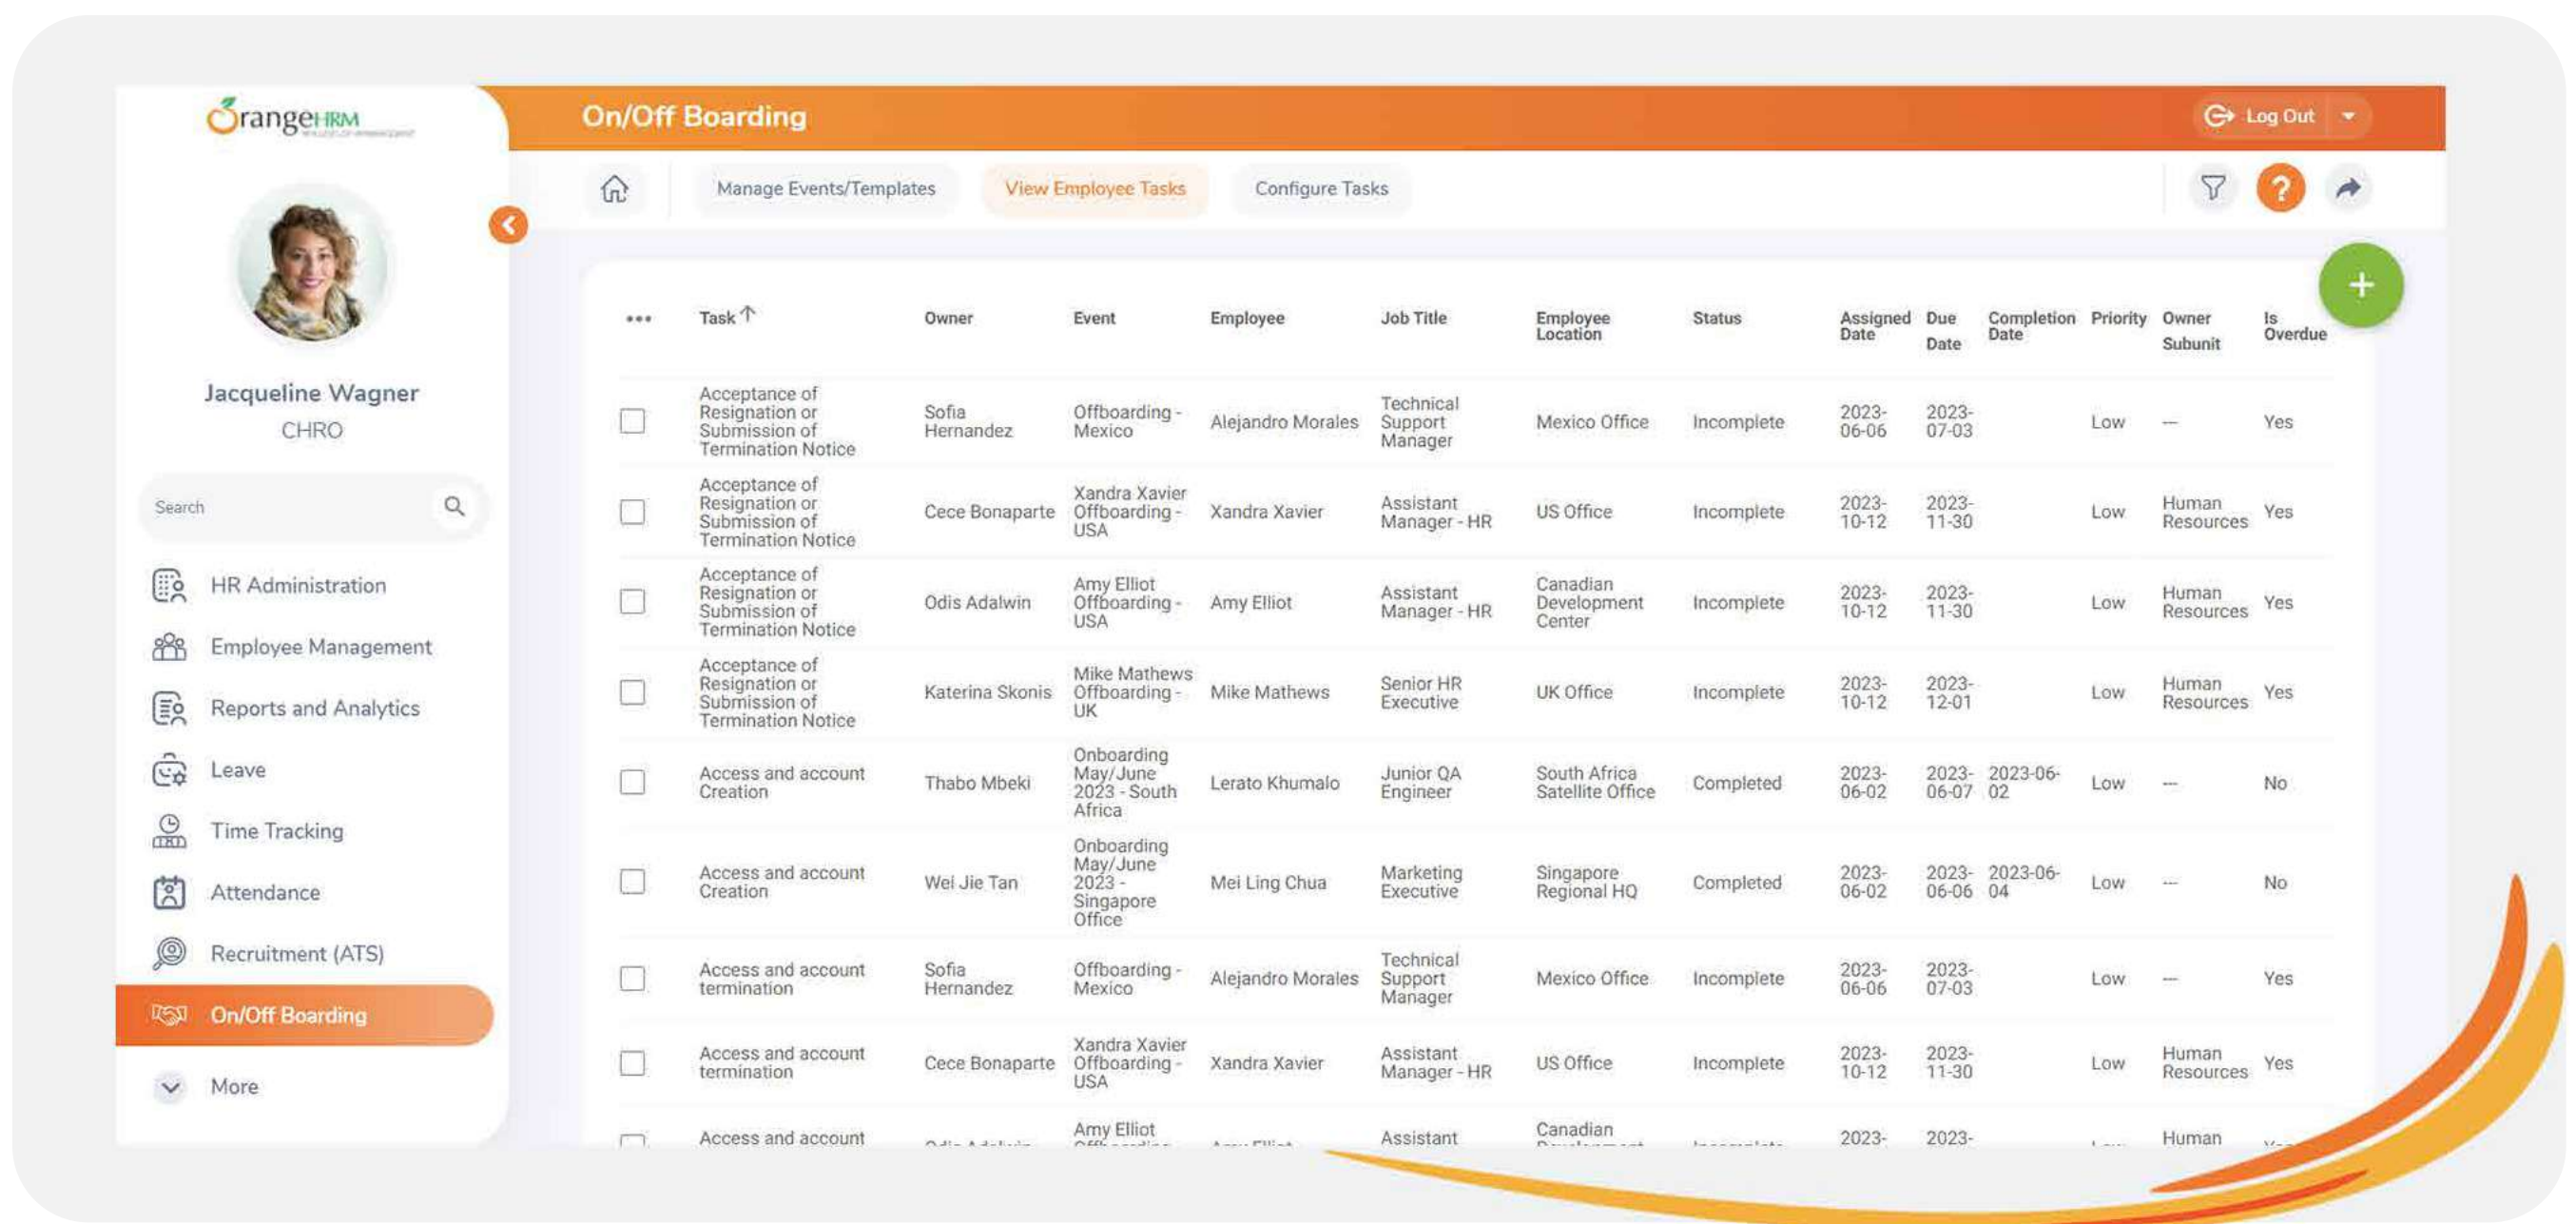 OrangeHRM
On/Off Boarding
Log Out
Manage Events/Templates
View Employee Tasks
Configure Tasks
?
+
Jacqueline Wagner
CHRO
Search
HR Administration
Employee Management
Reports and Analytics
Leave
Time Tracking
Attendance
Recruitment (ATS)
On/Off Boarding
More
Task Owner Event Employee Job Title Employee Status Assigned Due Completion Priority Owner Is
Location Date Date Date Subunit Overdue
Acceptance of
Resignation or
Submission of
Termination Notice
Sofia
Hernandez
Offboarding -
Mexico
Alejandro Morales
Technical
Support
Manager
Mexico Office
Incomplete
2023-
06-06
2023-
07-03
Low
---
Yes
Acceptance of
Resignation or
Submission of
Termination Notice
Cece Bonaparte
Xandra Xavier
Offboarding -
USA
Xandra Xavier
Assistant
Manager - HR
US Office
Incomplete
2023-
10-12
2023-
11-30
Low
Human
Resources
Yes
Acceptance of
Resignation or
Submission of
Termination Notice
Odis Adalwin
Amy Elliot
Offboarding -
USA
Amy Elliot
Assistant
Manager - HR
Canadian
Development
Center
Incomplete
2023-
10-12
2023-
11-30
Low
Human
Resources
Yes
Acceptance of
Resignation or
Submission of
Termination Notice
Katerina Skonis
Mike Mathews
Offboarding -
UK
Mike Mathews
Senior HR
Executive
UK Office
Incomplete
2023-
10-12
2023-
12-01
Low
Human
Resources
Yes
Access and account
Creation
Thabo Mbeki
Onboarding
May/June
2023 - South
Africa
Lerato Khumalo
Junior QA
Engineer
South Africa
Satellite Office
Completed
2023-
06-02
2023-
06-07
2023-06-
02
Low
---
No
Access and account
Creation
Wei Jie Tan
Onboarding
May/June
2023 -
Singapore
Office
Mei Ling Chua
Marketing
Executive
Singapore
Regional HQ
Completed
2023-
06-02
2023-
06-06
2023-06-
04
Low
---
No
Access and account
termination
Sofia
Hernandez
Offboarding -
Mexico
Alejandro Morales
Technical
Support
Manager
Mexico Office
Incomplete
2023-
06-06
2023-
07-03
Low
---
Yes
Access and account
termination
Cece Bonaparte
Xandra Xavier
Offboarding -
USA
Xandra Xavier
Assistant
Manager - HR
US Office
Incomplete
2023-
10-12
2023-
11-30
Low
Human
Resources
Yes
Access and account
Amy Elliot
Assistant
Canadian
2023-
2023-
Human